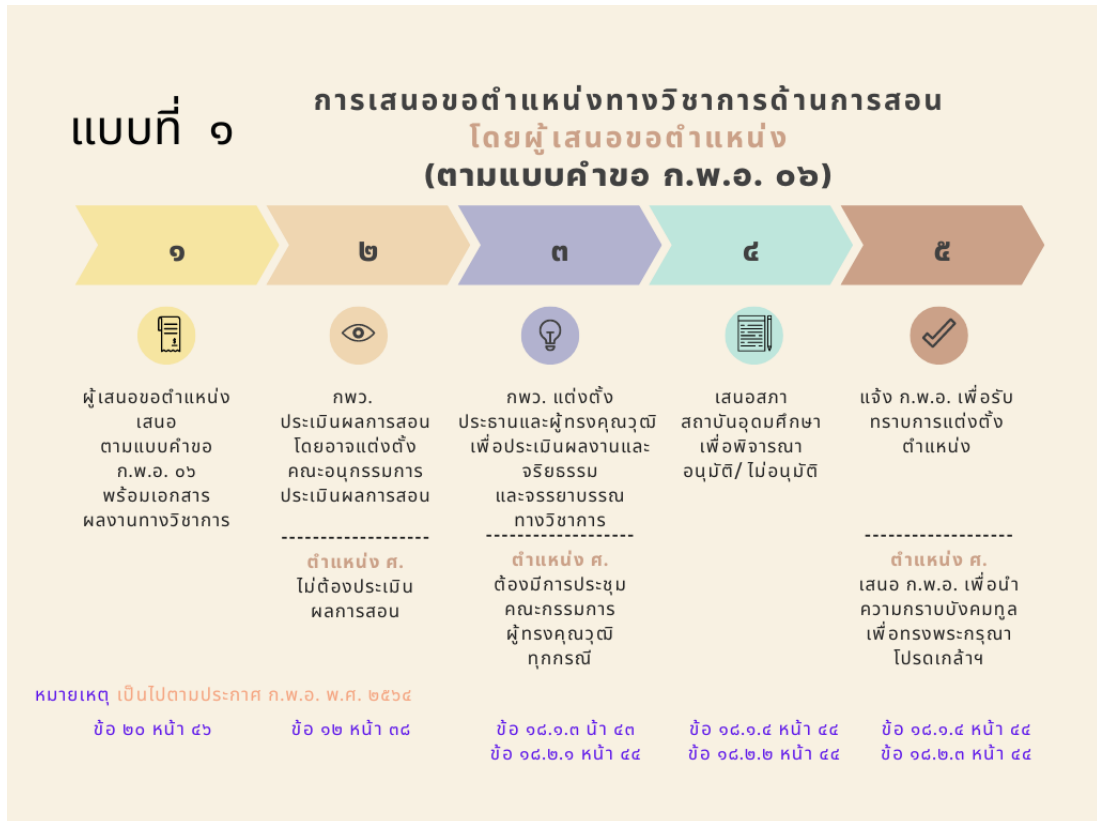 แบบที่ ๑
การเสนอขอตำแหน่งทางวิชาการด้านการสอน
โดยผู้เสนอขอตำแหน่ง
(ตามแบบคำขอ ก.พ.อ. ๐๖)
๑
๒
๓
๔
๕
ผู้เสนอขอตำแหน่ง
เสนอ
ตามแบบคำขอ
ก.พ.อ. ๐๖
พร้อมเอกสาร
ผลงานทางวิชาการ
กพว.
ประเมินผลการสอน
โดยอาจแต่งตั้ง
คณะอนุกรรมการ
ประเมินผลการสอน
ตำแหน่ง ศ.
ไม่ต้องประเมิน
ผลการสอน
กพว. แต่งตั้ง
ประธานและผู้ทรงคุณวุฒิ
เพื่อประเมินผลงานและ
จริยธรรม
และจรรยาบรรณ
ทางวิชาการ
ตำแหน่ง ศ.
ต้องมีการประชุม
คณะกรรมการ
ผู้ทรงคุณวุฒิ
ทุกกรณี
เสนอสภา
สถาบันอุดมศึกษา
เพื่อพิจารณา
อนุมัติ/ ไม่อนุมัติ
แจ้ง ก.พ.อ. เพื่อรับ
ทราบการแต่งตั้ง
ตำแหน่ง
ตำแหน่ง ศ.
เสนอ ก.พ.อ. เพื่อนำ
ความกราบบังคมทูล
เพื่อทรงพระกรุณา
โปรดเกล้าฯ
หมายเหตุ เป็นไปตามประกาศ ก.พ.อ. พ.ศ. ๒๕๖๔
ข้อ ๒๐ หน้า ๔๖
ข้อ ๑๒ หน้า ๓๘
ข้อ ๑๘.๑.๓ น้า ๔๓
ข้อ ๑๘.๒.๑ หน้า ๔๔
ข้อ ๑๘.๑.๔ หน้า ๔๔
ข้อ ๑๘.๒.๒ หน้า ๔๔
ข้อ ๑๘.๑.๔ หน้า ๔๔
ข้อ ๑๘.๒.๓ หน้า ๔๔